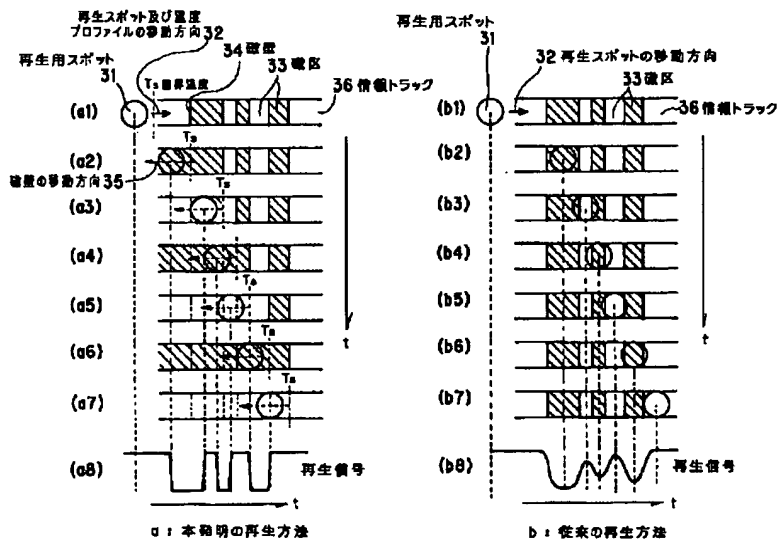 再生スポット及び温度
プロファイルの移動方向 32
再生用スポット
31
Ts 臨界温度
34 磁壁
33 磁区
36 情報トラック
(a1)
(a2)
Ts
磁壁の移動方向 35
(a3)
Ts
(a4)
(a5)
Ts
(a6)
Ts
(a7)
Ts
(a8)
再生信号
t
t
a : 本発明の再生方法
再生用スポット
31
32 再生スポットの移動方向
33 磁区
36 情報トラック
(b1)
(b2)
(b3)
(b4)
(b5)
(b6)
(b7)
(b8)
再生信号
t
t
b : 従来の再生方法